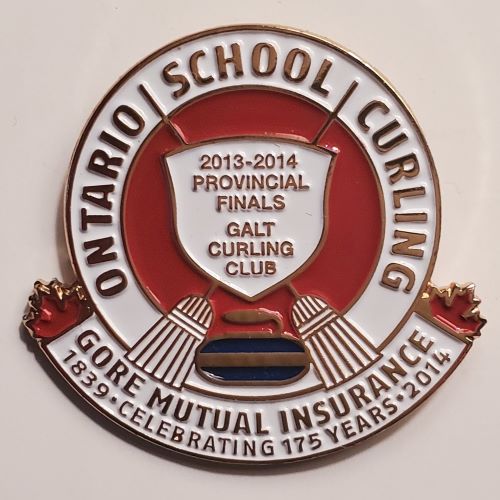 ONTARIO SCHOOL CURLING
2013-2014
PROVINCIAL
FINALS
GALT
CURLING
CLUB
GORE MUTUAL INSURANCE
1839 • CELEBRATING 175 YEARS • 2014